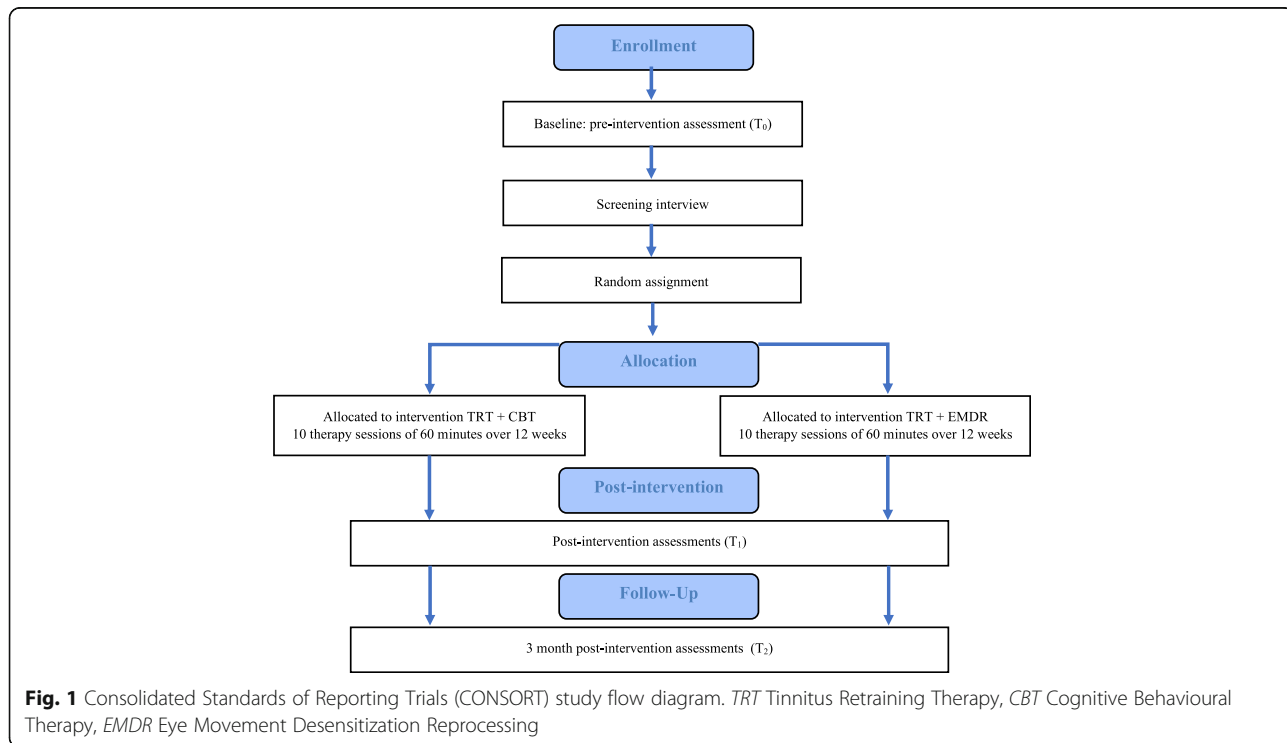 Enrollment
Baseline: pre-intervention assessment (T₀)
Screening interview
Random assignment
Allocation
Allocated to intervention TRT + CBT
10 therapy sessions of 60 minutes over 12 weeks
Allocated to intervention TRT + EMDR
10 therapy sessions of 60 minutes over 12 weeks
Post-intervention
Post-intervention assessments (T₁)
Follow-Up
3 month post-intervention assessments (T₂)
Fig. 1 Consolidated Standards of Reporting Trials (CONSORT) study flow diagram. TRT Tinnitus Retraining Therapy, CBT Cognitive Behavioural
Therapy, EMDR Eye Movement Desensitization Reprocessing